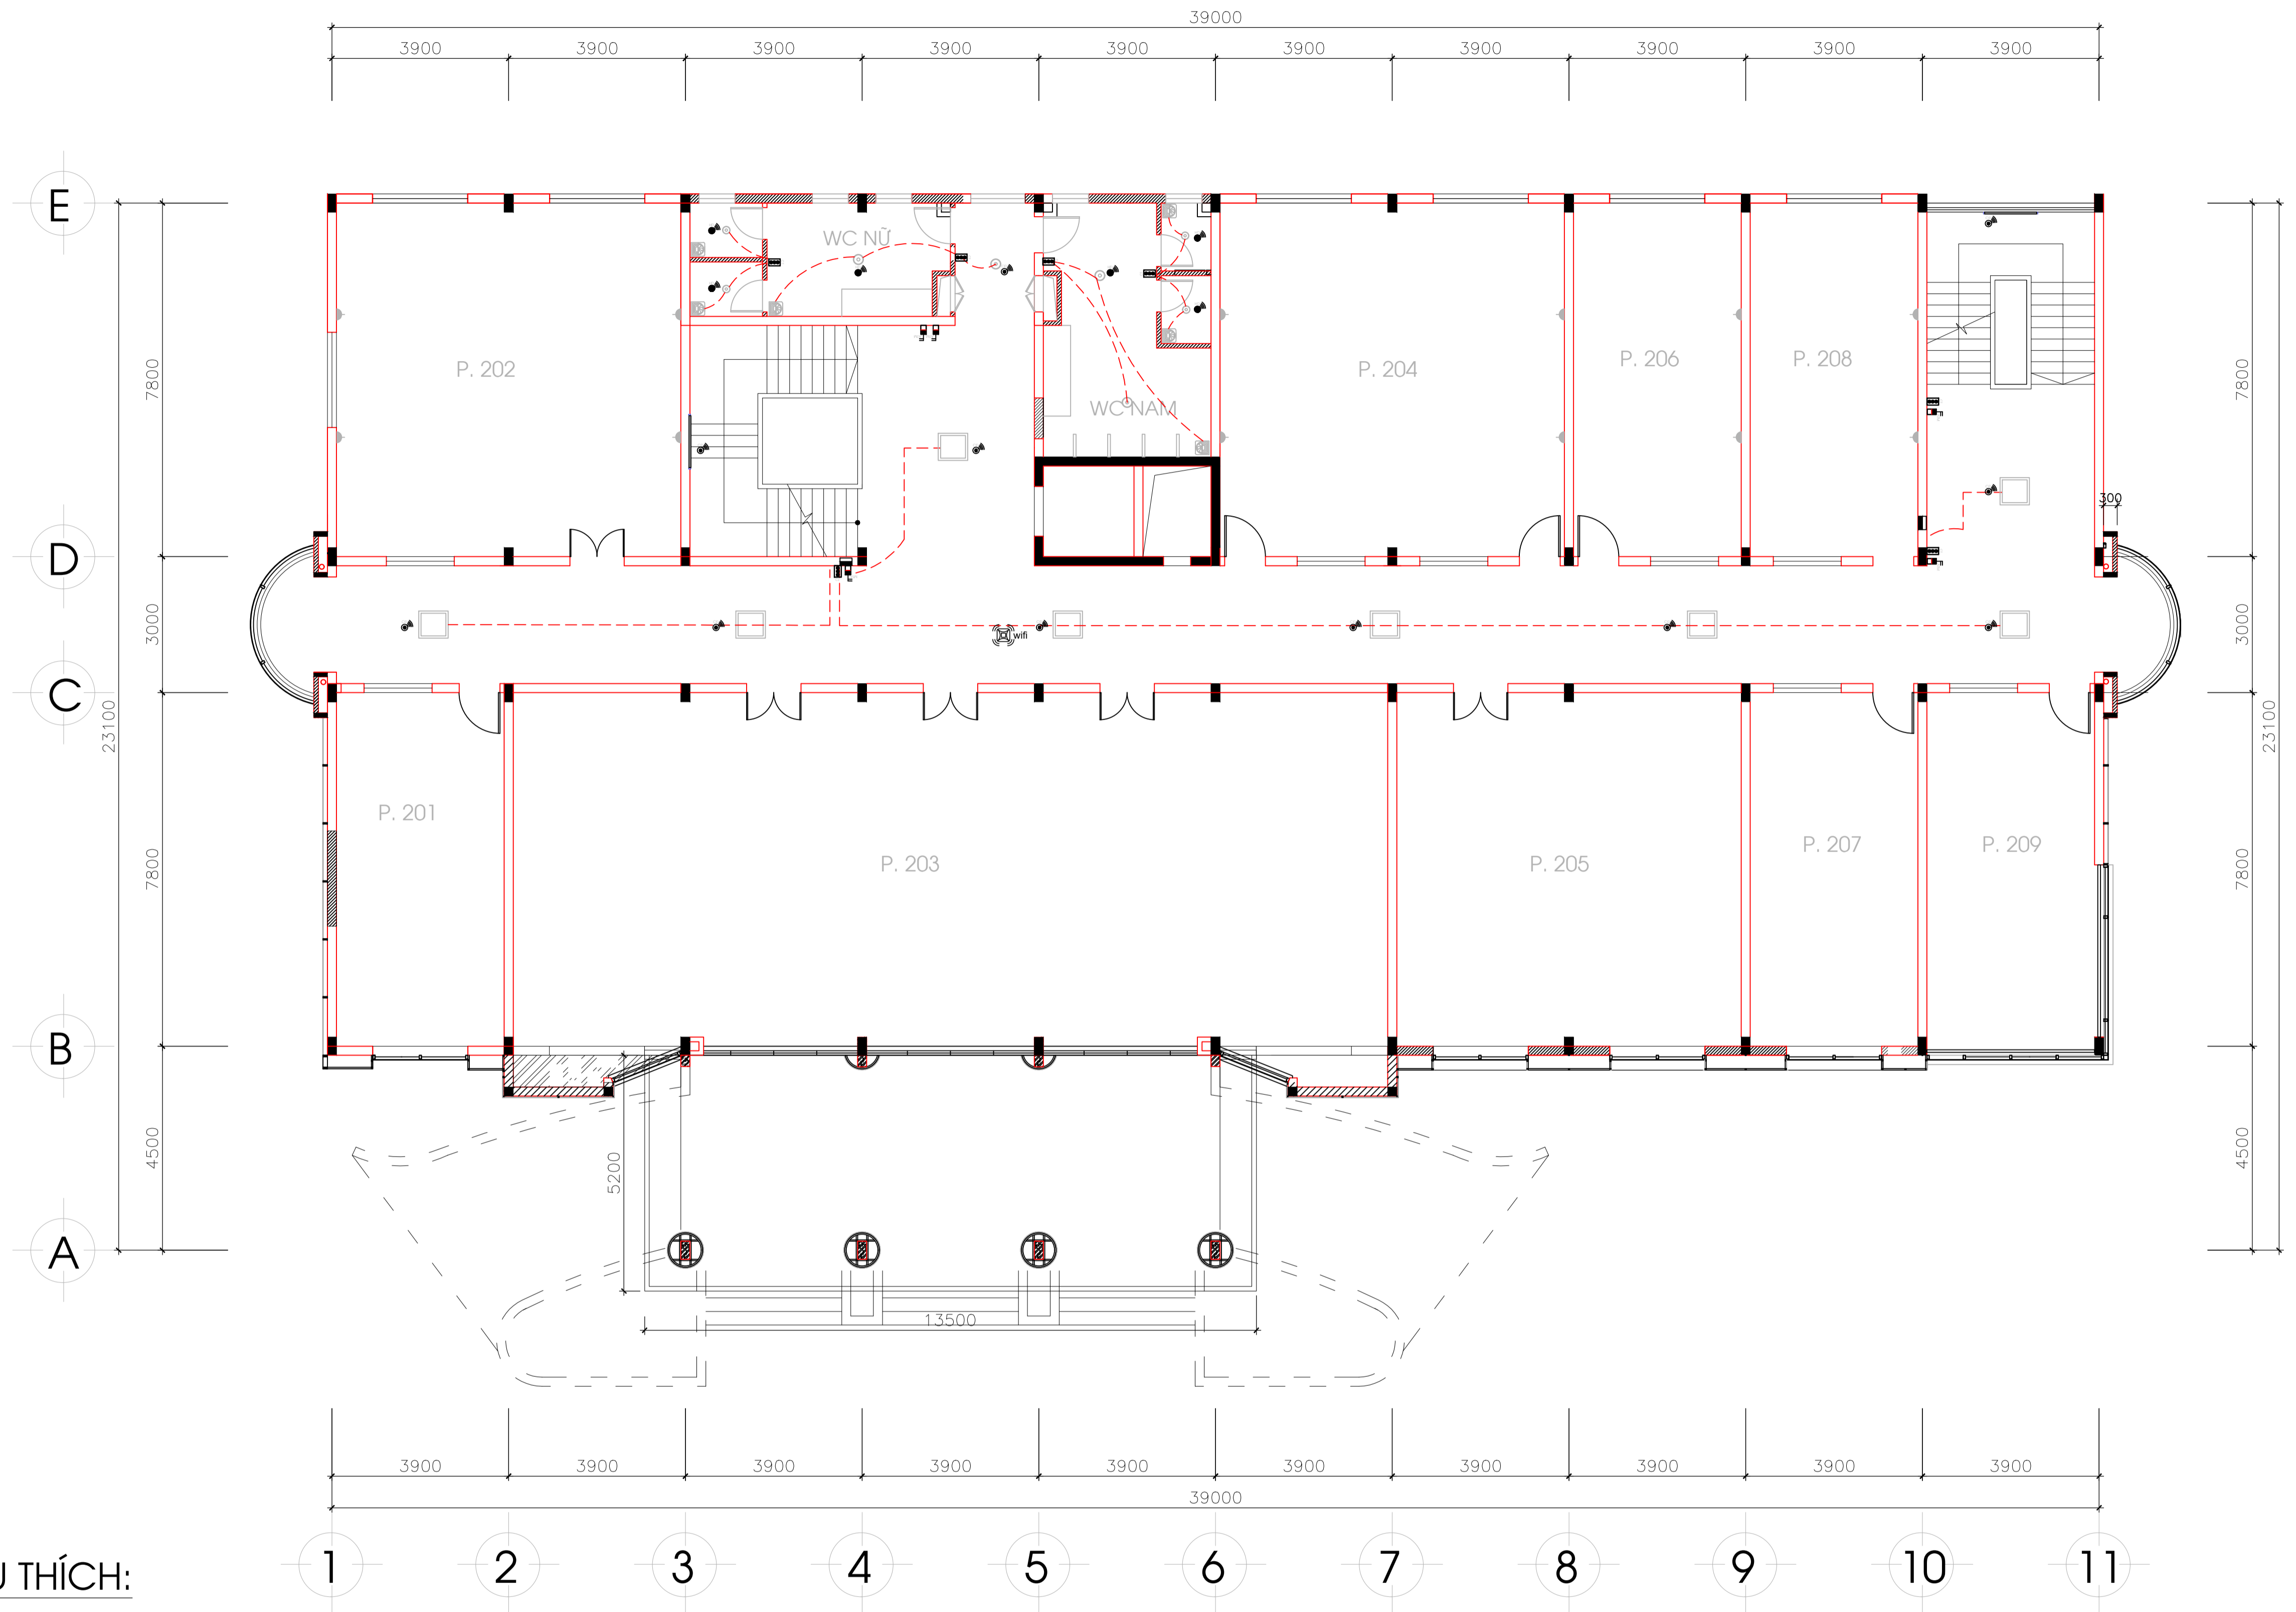 39000
3900 3900 3900 3900 3900 3900 3900 3900 3900 3900
E
WC NỮ
7800
P. 202
P. 204
P. 206
P. 208
7800
WC NAM
300
D
3000
wifi
3000
C
23100
23100
P. 201
P. 203
P. 205
P. 207
P. 209
7800
7800
B
4500
5200
4500
A
13500
3900 3900 3900 3900 3900 3900 3900 3900 3900 3900
39000
1 2 3 4 5 6 7 8 9 10 11
THÍCH: